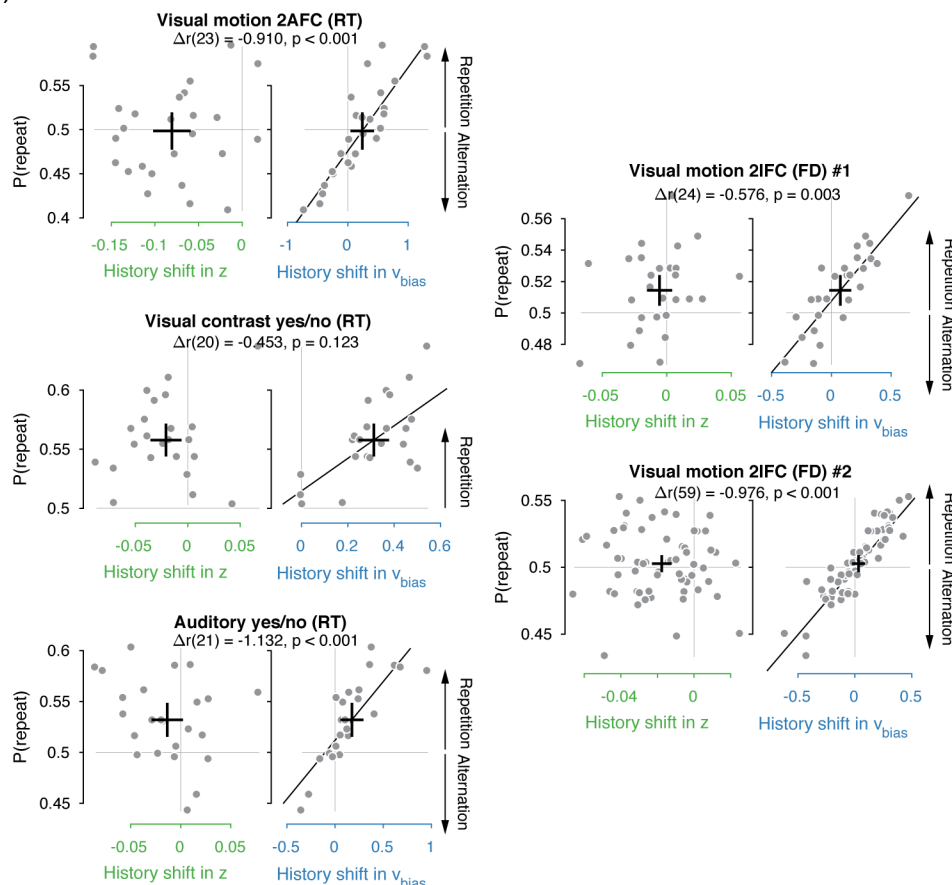 )
Visual motion 2AFC (RT)
Δr(23) = -0.910, p < 0.001
P(repeat)
0.55
0.5
0.45
0.4
-0.15 -0.1 -0.05 0
History shift in z
-1 0 1
History shift in v_bias
Repetition
Alternation
Visual contrast yes/no (RT)
Δr(20) = -0.453, p = 0.123
P(repeat)
0.6
0.55
0.5
-0.05 0 0.05
History shift in z
0 0.2 0.4 0.6
History shift in v_bias
Repetition
Auditory yes/no (RT)
Δr(21) = -1.132, p < 0.001
P(repeat)
0.6
0.55
0.5
0.45
-0.05 0 0.05
History shift in z
-0.5 0 0.5 1
History shift in v_bias
Repetition
Alternation
Visual motion 2IFC (FD) #1
Δr(24) = -0.576, p = 0.003
P(repeat)
0.56
0.54
0.52
0.5
0.48
-0.05 0 0.05
History shift in z
-0.5 0 0.5
History shift in v_bias
Repetition
Alternation
Visual motion 2IFC (FD) #2
Δr(59) = -0.976, p < 0.001
P(repeat)
0.55
0.5
0.45
-0.04 0
History shift in z
-0.5 0 0.5
History shift in v_bias
Repetition
Alternation